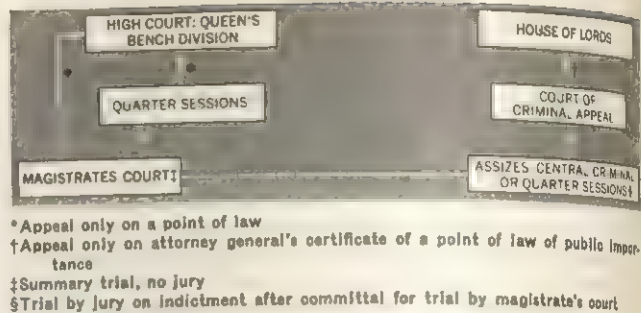 HIGH COURT: QUEEN'S
BENCH DIVISION
HOUSE OF LORDS
*
*
†
QUARTER SESSIONS
COURT OF
CRIMINAL APPEAL
MAGISTRATES COURT‡
ASSIZES CENTRAL CRIMINAL
OR QUARTER SESSIONS
*Appeal only on a point of law
†Appeal only on attorney general's certificate of a point of law of public impor-
tance
‡Summary trial, no jury
§Trial by jury on indictment after committal for trial by magistrate's court